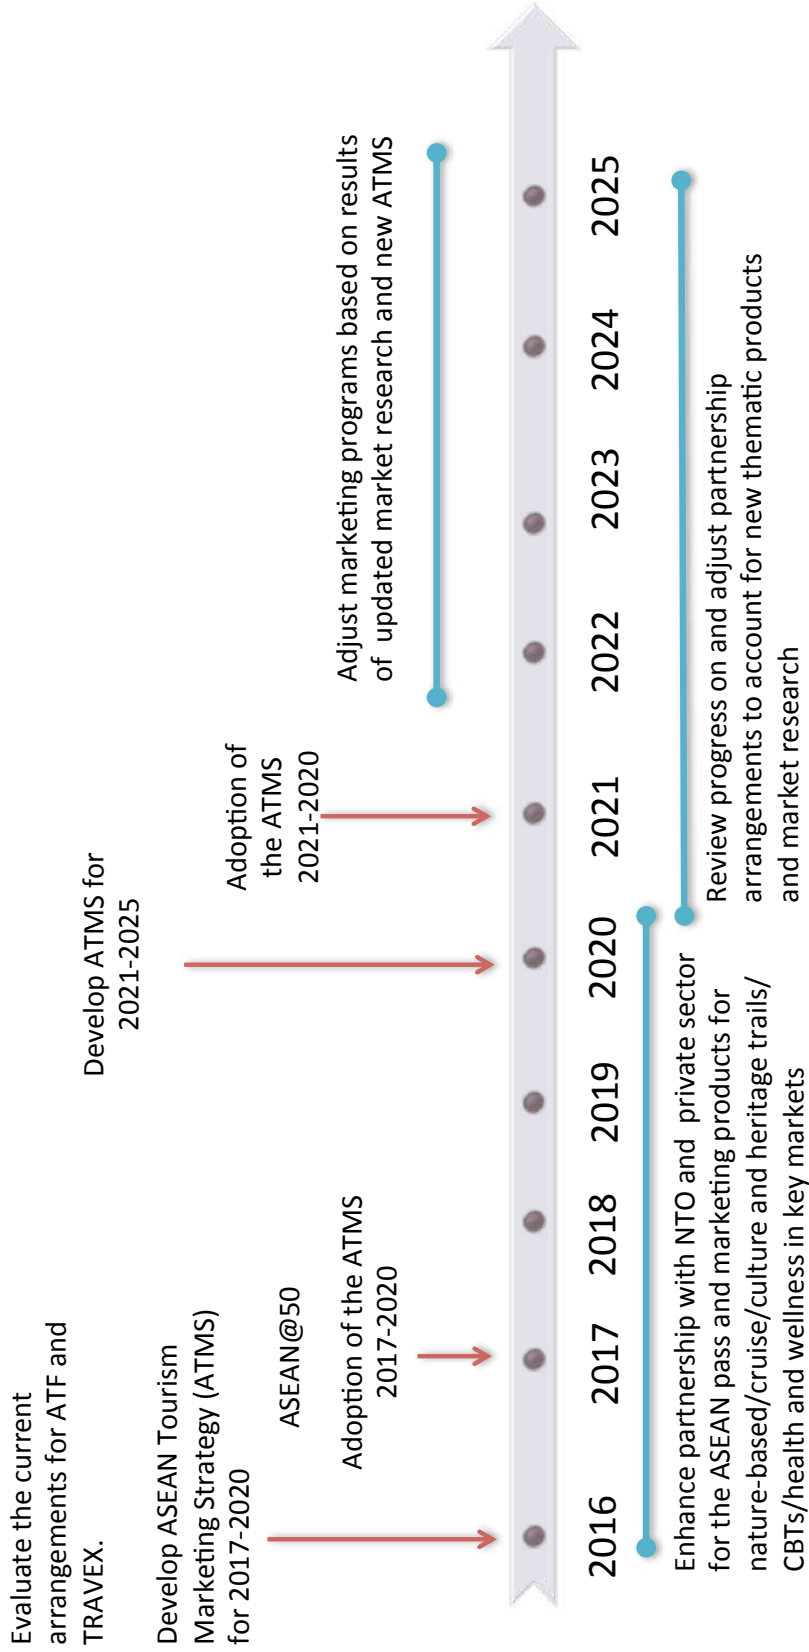 Evaluate the current
arrangements for ATF and
TRAVEX.
Develop ASEAN Tourism
Marketing Strategy (ATMS)
for 2017-2020
ASEAN@50
Adoption of the ATMS
2017-2020
Develop ATMS for
2021-2025
Adoption of
the ATMS
2021-2020
Adjust marketing programs based on results
of updated market research and new ATMS
2016
2017
2018
2019
2020
2021
2022
2023
2024
2025
Enhance partnership with NTO and private sector
for the ASEAN pass and marketing products for
nature-based/cruise/culture and heritage trails/
CBTs/health and wellness in key markets
Review progress on and adjust partnership
arrangements to account for new thematic products
and market research